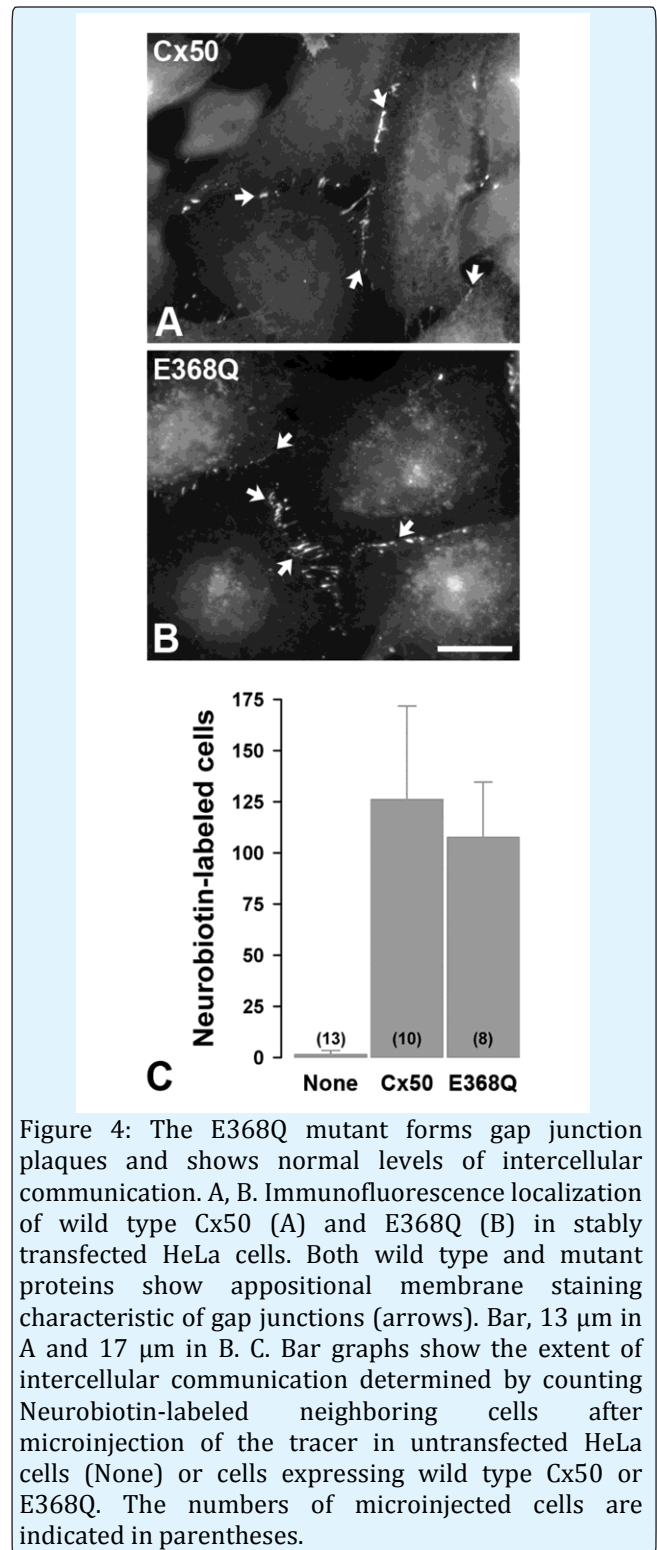 Cx50
A
E368Q
B
Neurobiotin-labeled cells
175
150
125
100
75
50
25
0
(13) (10) (8)
None Cx50 E368Q
C
Figure 4: The E368Q mutant forms gap junction
plaques and shows normal levels of intercellular
communication. A, B. Immunofluorescence localization
of wild type Cx50 (A) and E368Q (B) in stably
transfected HeLa cells. Both wild type and mutant
proteins show appositional membrane staining
characteristic of gap junctions (arrows). Bar, 13 µm in
A and 17 µm in B. C. Bar graphs show the extent of
intercellular communication determined by counting
Neurobiotin-labeled neighboring cells after
microinjection of the tracer in untransfected HeLa
cells (None) or cells expressing wild type Cx50 or
E368Q. The numbers of microinjected cells are
indicated in parentheses.